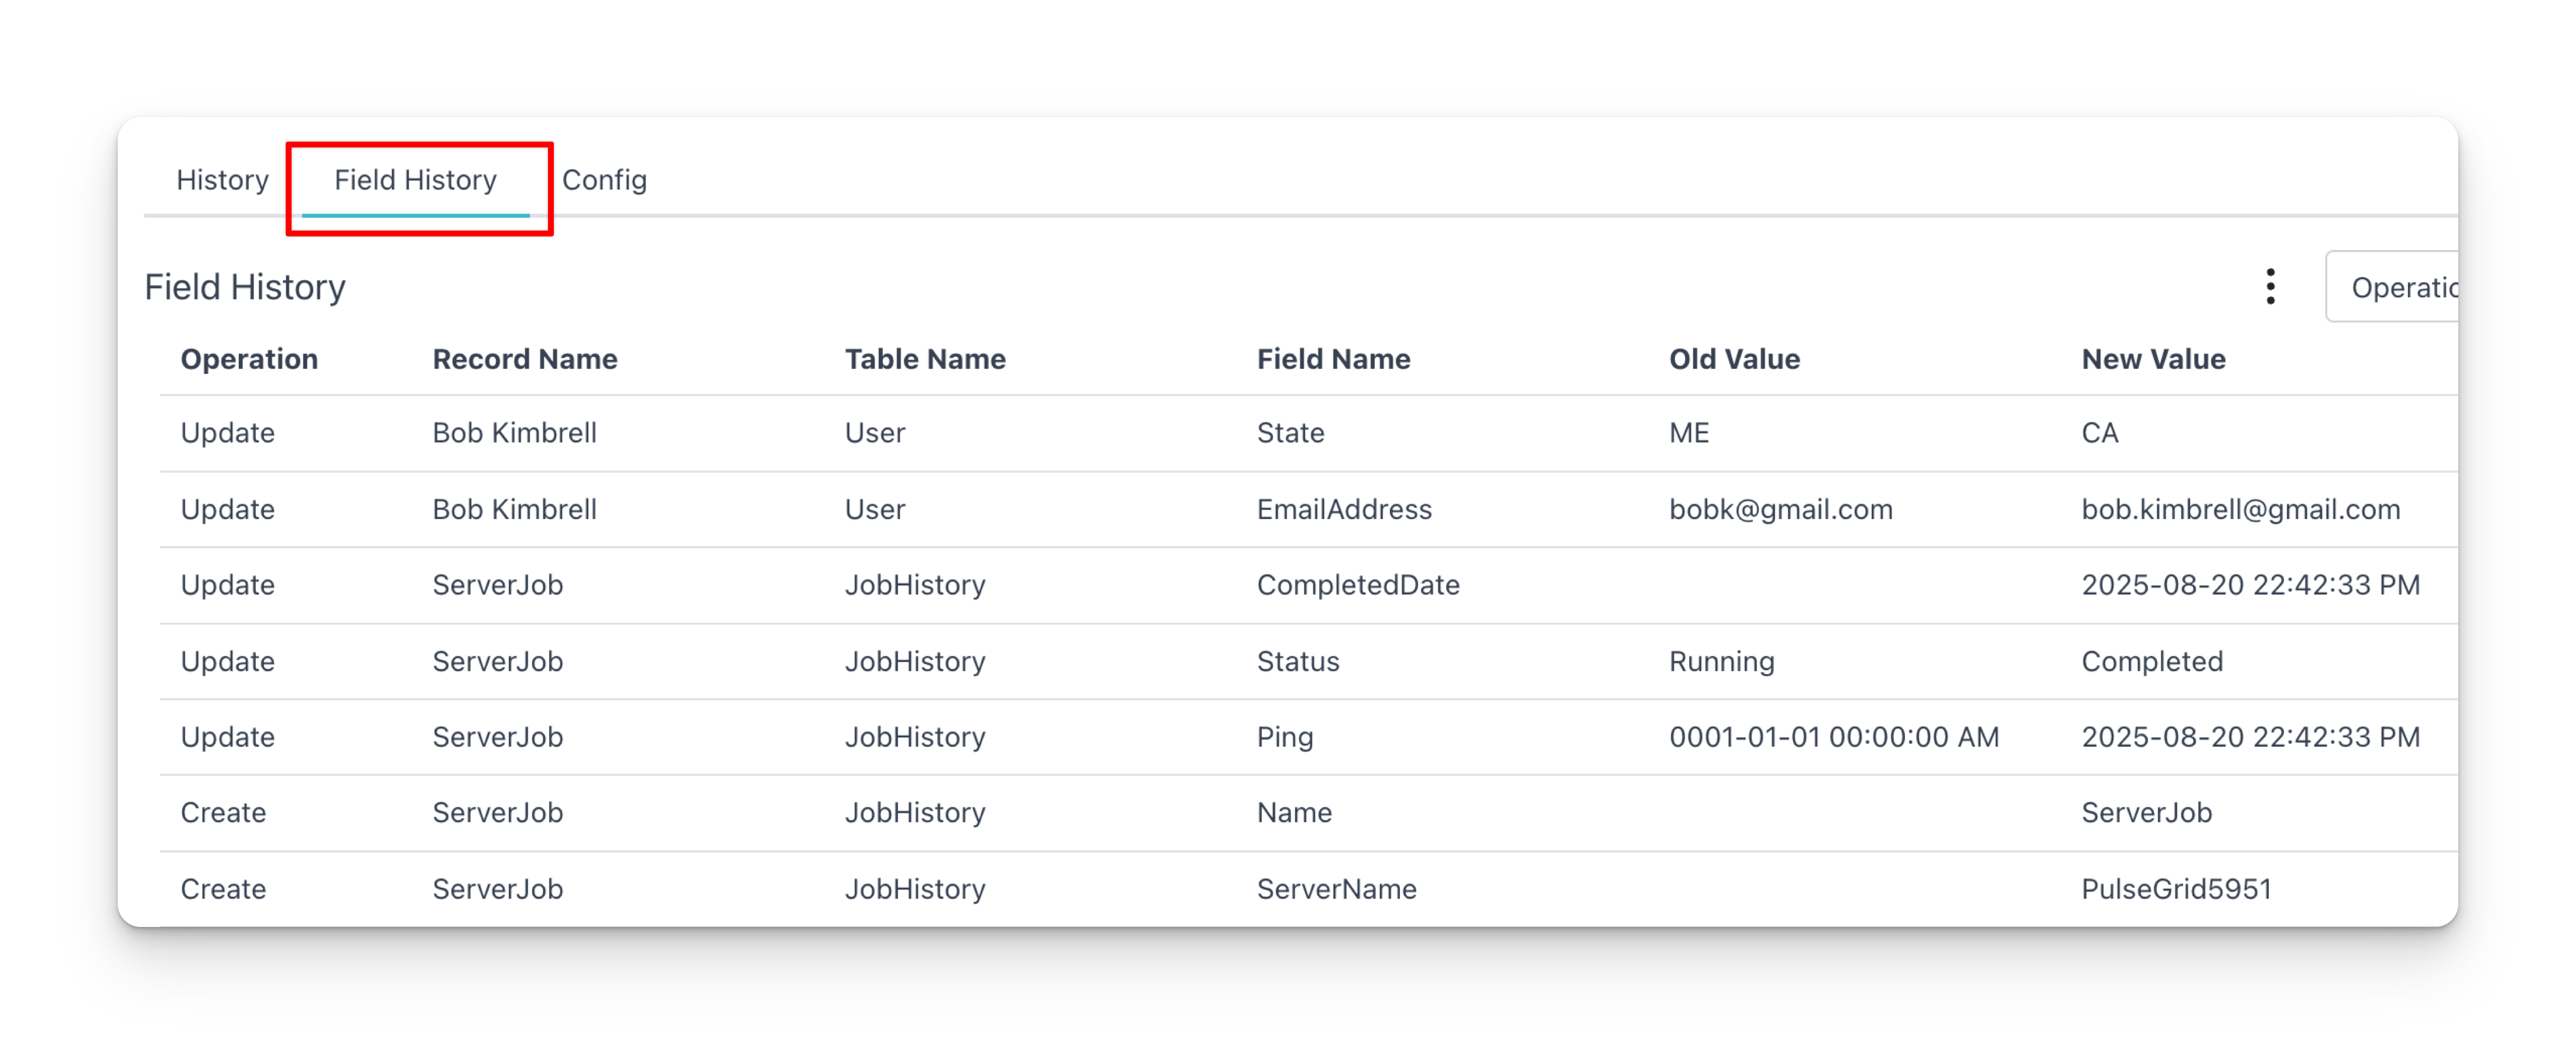 History Field History Config
Field History Operatio
Operation Record Name Table Name Field Name Old Value New Value
Update Bob Kimbrell User State ME CA
Update Bob Kimbrell User EmailAddress bobk@gmail.com bob.kimbrell@gmail.com
Update ServerJob JobHistory CompletedDate 2025-08-20 22:42:33 PM
Update ServerJob JobHistory Status Running Completed
Update ServerJob JobHistory Ping 0001-01-01 00:00:00 AM 2025-08-20 22:42:33 PM
Create ServerJob JobHistory Name ServerJob
Create ServerJob JobHistory ServerName PulseGrid5951